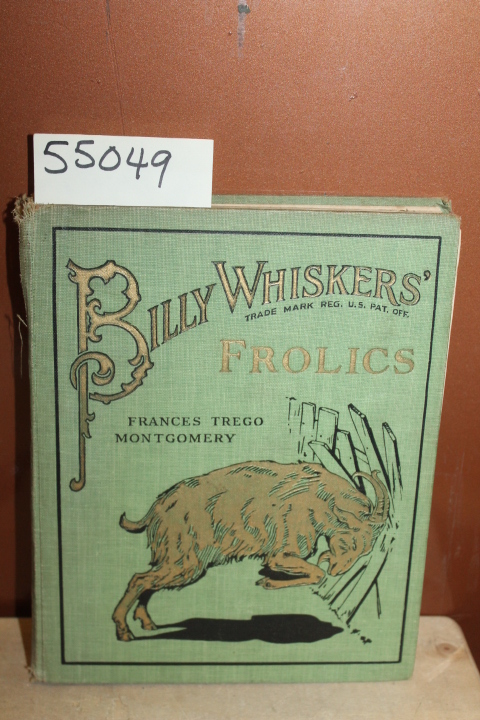 55049
BILLY WHISKERS'
TRADE MARK REG. U.S. PAT. OFF.
FROLICS
FRANCES TREGO
MONTGOMERY